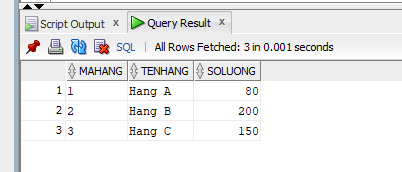 Script Output x Query Result x
SQL | All Rows Fetched: 3 in 0.001 seconds
MAHANG TENHANG SOLUONG
1 1 Hang A 80
2 2 Hang B 200
3 3 Hang C 150